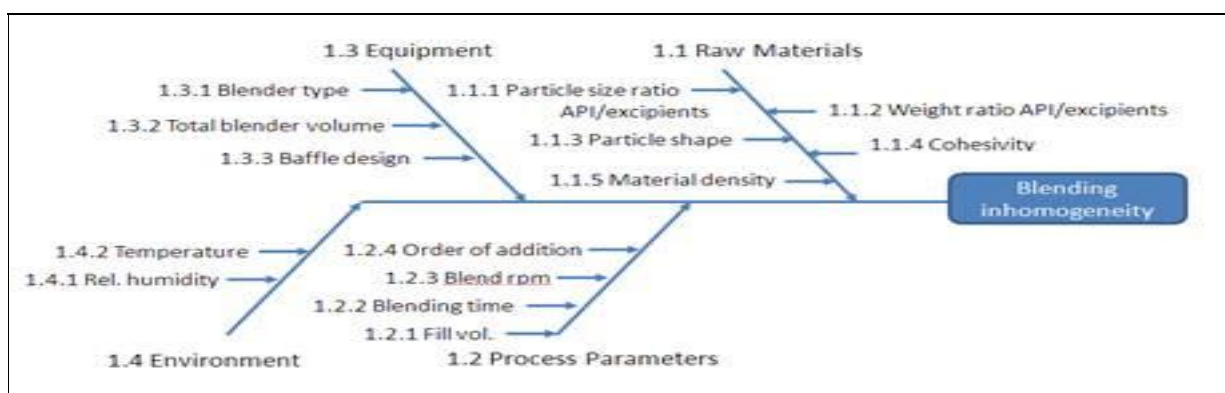 1.3 Equipment
1.1 Raw Materials
1.3.1 Blender type
1.1.1 Particle size ratio
API/excipients
1.1.2 Weight ratio API/excipients
1.3.2 Total blender volume
1.1.3 Particle shape
1.1.4 Cohesivity
1.3.3 Baffle design
1.1.5 Material density
Blending
inhomogeneity
1.4.2 Temperature
1.2.4 Order of addition
1.4.1 Rel. humidity
1.2.3 Blend rpm
1.2.2 Blending time
1.2.1 Fill vol.
1.4 Environment
1.2 Process Parameters